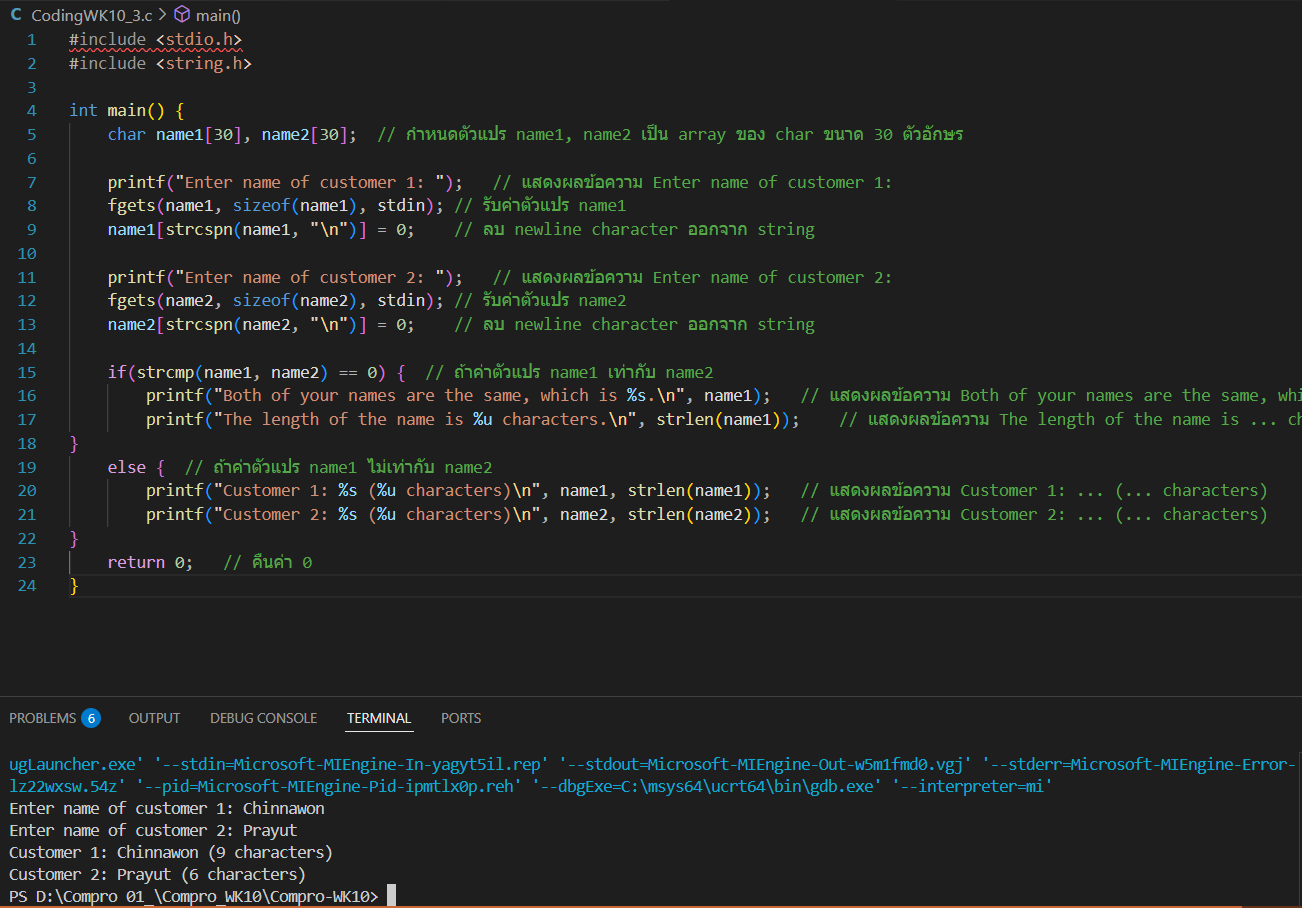 CodingWK10_3.c > main()
1 #include <stdio.h>
2 #include <string.h>
3
4 int main() {
5 char name1[30], name2[30]; // กำหนดตัวแปร name1, name2 เป็น array ของ char ขนาด 30 ตัวอักษร
6
7 printf("Enter name of customer 1: "); // แสดงผลข้อความ Enter name of customer 1:
8 fgets(name1, sizeof(name1), stdin); // รับค่าตัวแปร name1
9 name1[strcspn(name1, "\n")] = 0; // ลบ newline character ออกจาก string
10
11 printf("Enter name of customer 2: "); // แสดงผลข้อความ Enter name of customer 2:
12 fgets(name2, sizeof(name2), stdin); // รับค่าตัวแปร name2
13 name2[strcspn(name2, "\n")] = 0; // ลบ newline character ออกจาก string
14
15 if(strcmp(name1, name2) == 0) { // ถ้าค่าตัวแปร name1 เท่ากับ name2
16 printf("Both of your names are the same, which is %s.\n", name1); // แสดงผลข้อความ Both of your names are the same, whi
17 printf("The length of the name is %u characters.\n", strlen(name1)); // แสดงผลข้อความ The length of the name is ... ch
18 }
19 else { // ถ้าค่าตัวแปร name1 ไม่เท่ากับ name2
20 printf("Customer 1: %s (%u characters)\n", name1, strlen(name1)); // แสดงผลข้อความ Customer 1: ... (... characters)
21 printf("Customer 2: %s (%u characters)\n", name2, strlen(name2)); // แสดงผลข้อความ Customer 2: ... (... characters)
22 }
23 return 0; // คืนค่า 0
24 }
PROBLEMS 6 OUTPUT DEBUG CONSOLE TERMINAL PORTS
ugLauncher.exe' '--stdin=Microsoft-MIEngine-In-yagyt5il.rep' '--stdout=Microsoft-MIEngine-Out-w5m1fmd0.vgj' '--stderr=Microsoft-MIEngine-Error-
lz22wxsw.54z' '--pid=Microsoft-MIEngine-Pid-ipmtlx0p.reh' '--dbgExe=C:\msys64\ucrt64\bin\gdb.exe' '--interpreter=mi'
Enter name of customer 1: Chinnawon
Enter name of customer 2: Prayut
Customer 1: Chinnawon (9 characters)
Customer 2: Prayut (6 characters)
PS D:\Compro 01_\Compro_WK10\Compro-WK10>